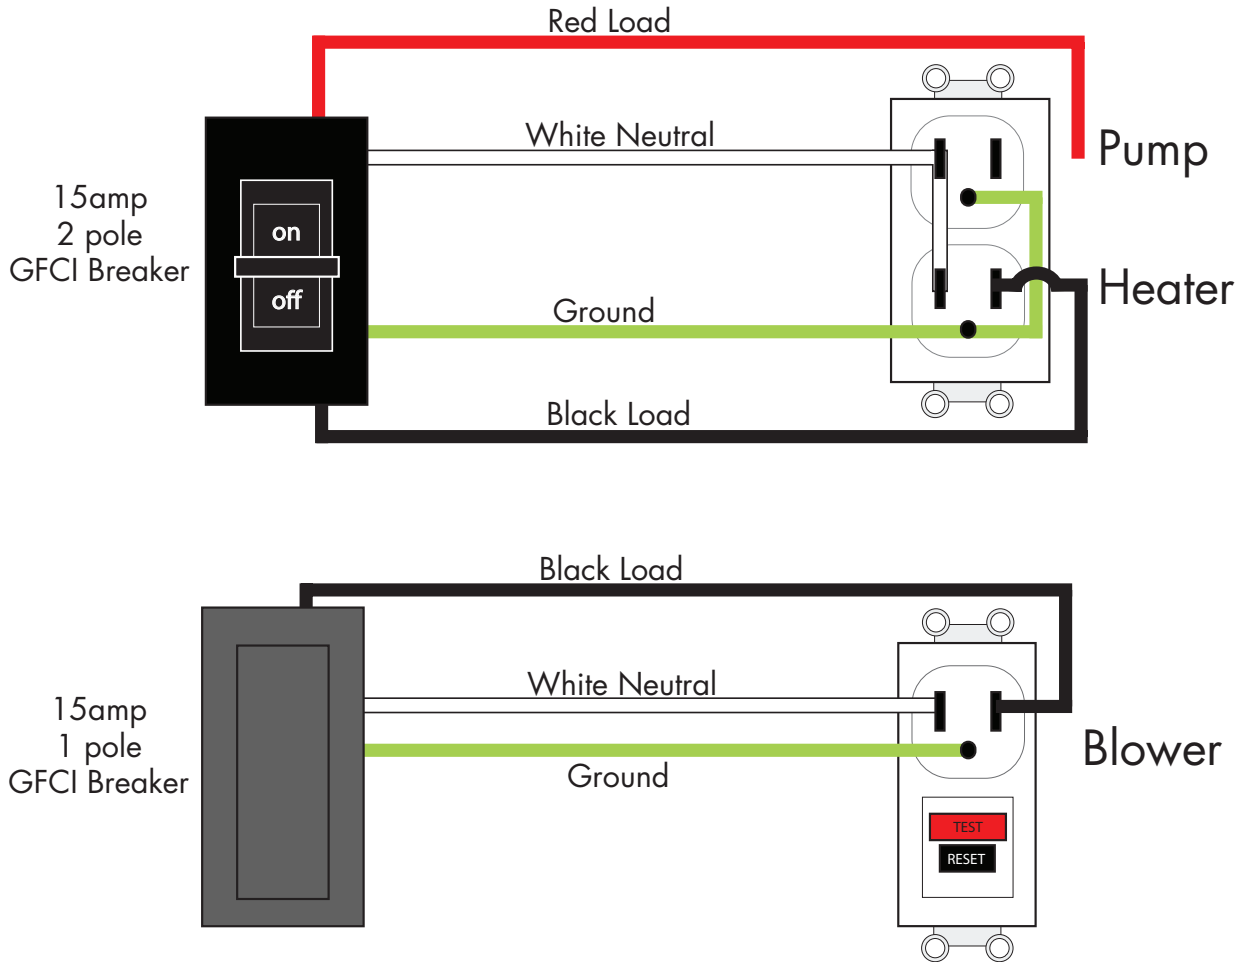 Red Load
White Neutral
Pump
15amp
2 pole
GFCI Breaker
on
off
Heater
Ground
Black Load
Black Load
White Neutral
15amp
1 pole
GFCI Breaker
Blower
Ground
TEST
RESET